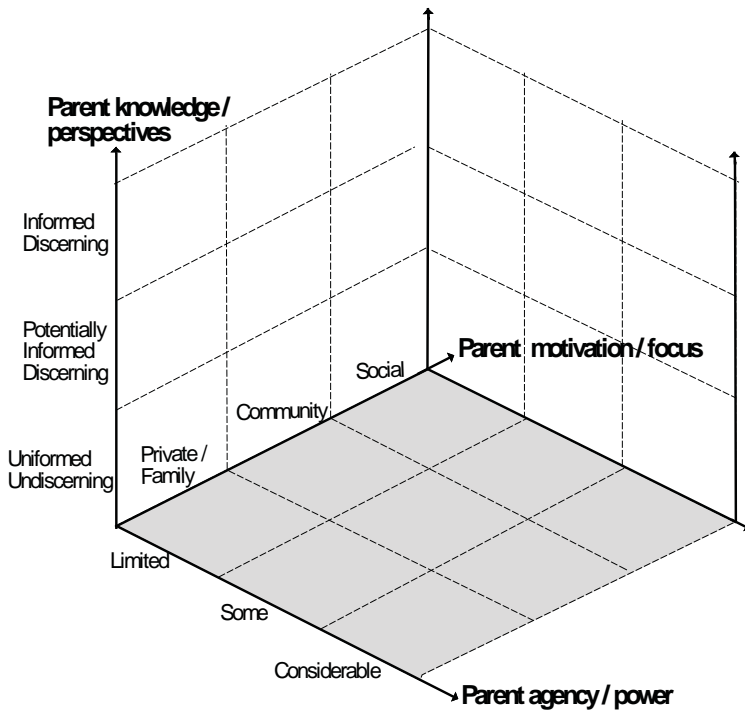 Parent knowledge /
perspectives
Informed
Discerning
Potentially
Informed
Discerning
Uniformed
Undiscerning
Parent motivation / focus
Social
Community
Private /
Family
Limited
Some
Considerable
Parent agency / power